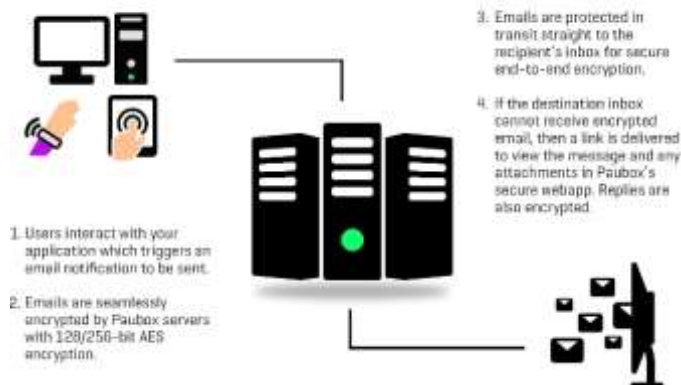 1. Users interact with your
application which triggers an
email notification to be sent.
2. Emails are seamlessly
encrypted by Paubox servers
with 128/256-bit AES
encryption.
3. Emails are protected in
transit straight to the
recipient's inbox for secure
end-to-end encryption.
4. If the destination inbox
cannot receive encrypted
email, then a link is delivered
to view the message and any
attachments in Paubox's
secure webapp. Replies are
also encrypted.